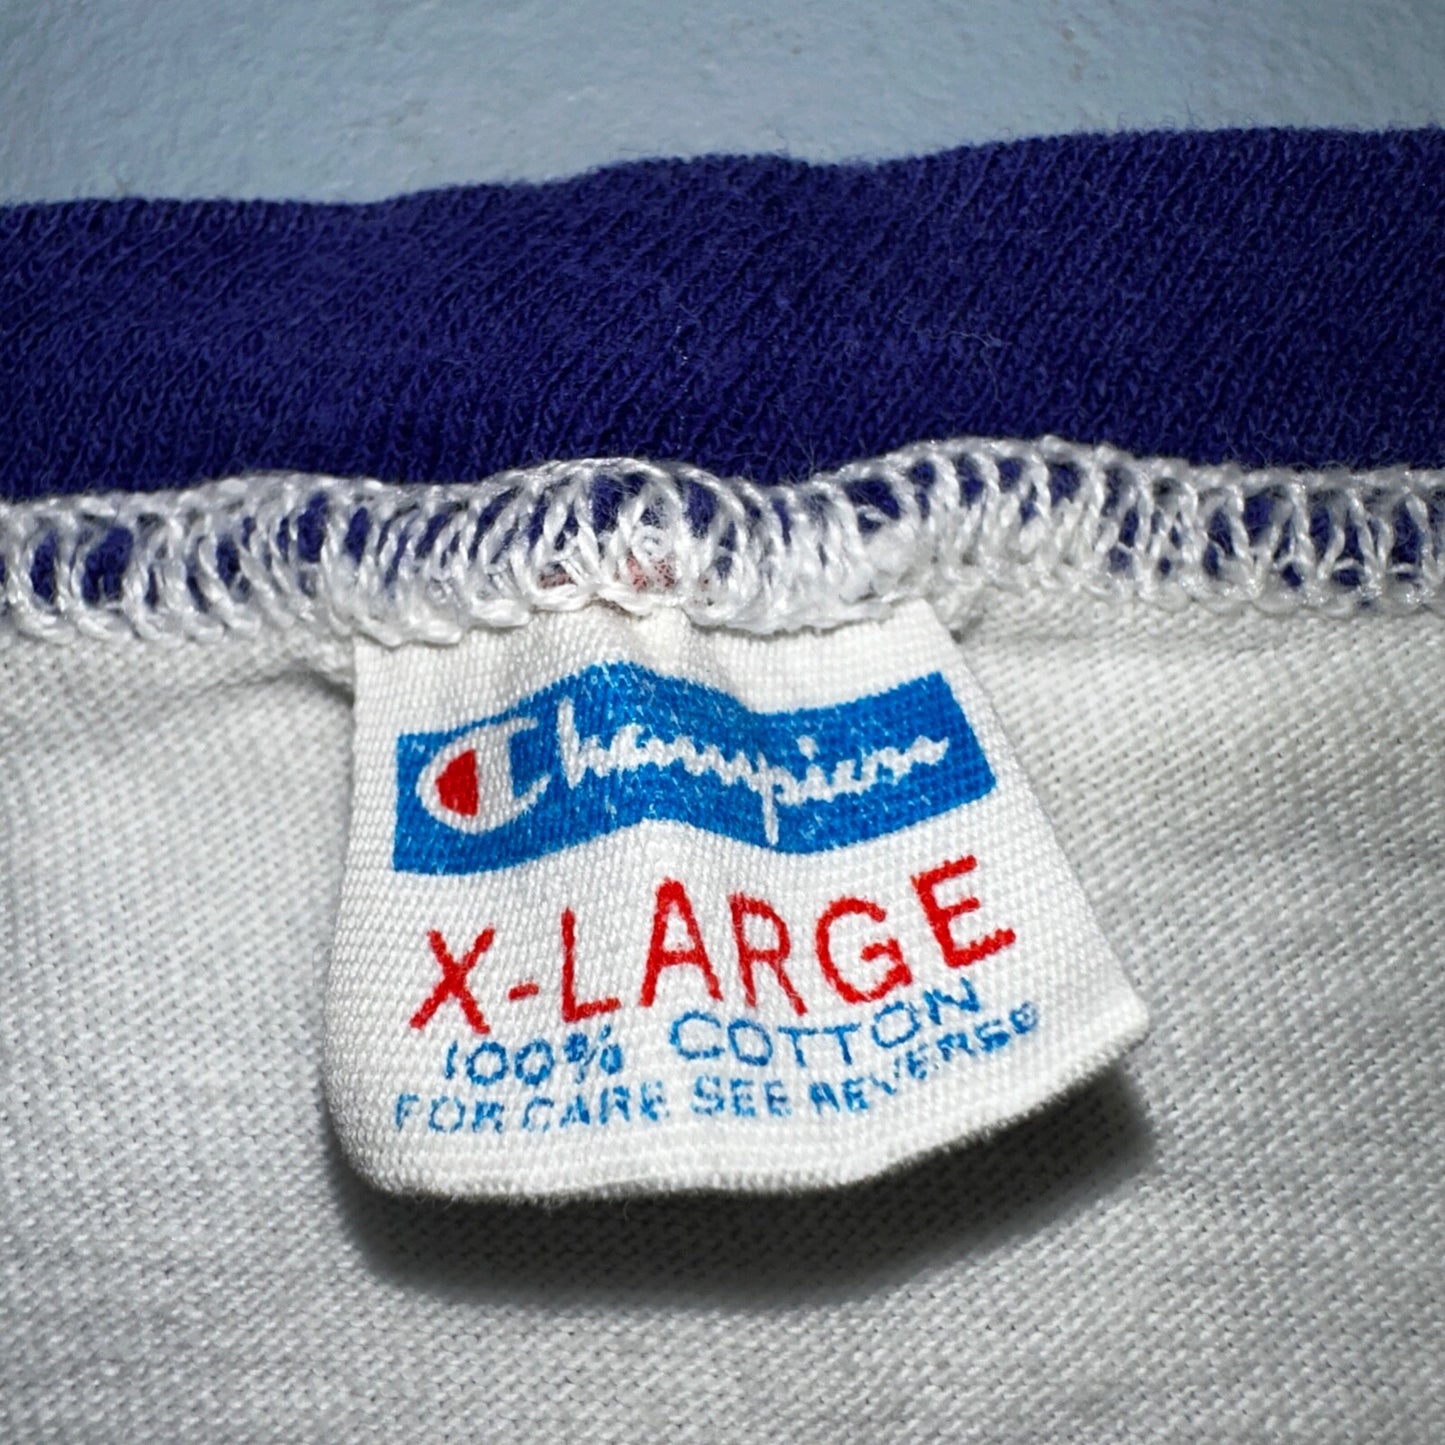 Champion
X-LARGE
100% COTTON
FOR CARE SEE REVERSE